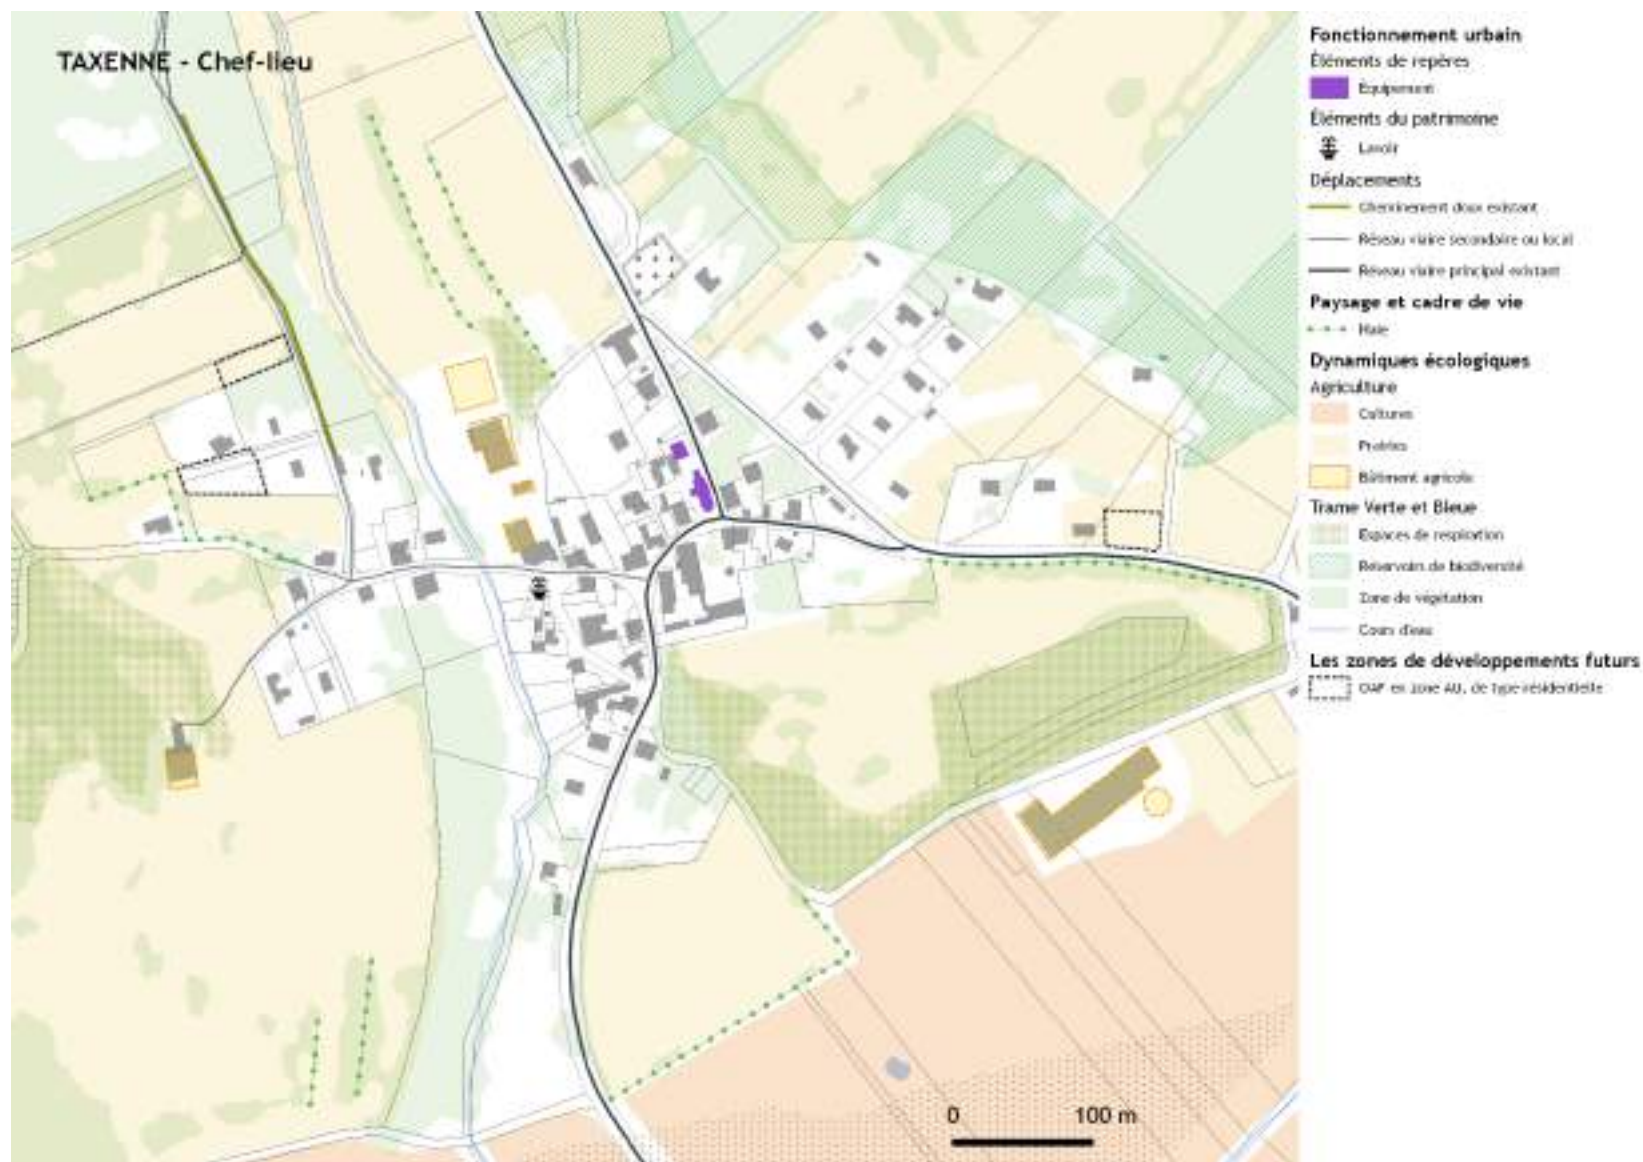 TAXENNE - Chef-lieu
Fonctionnement urbain
Éléments de repères
Équipement
Éléments du patrimoine
Lavoir
Déplacements
Cheminement doux existant
Réseau viaire secondaire ou local
Réseau viaire principal existant
Paysage et cadre de vie
Haie
Dynamiques écologiques
Agriculture
Cultures
Prairies
Bâtiment agricole
Trame Verte et Bleue
Espaces de respiration
Réservoirs de biodiversité
Zone de végétation
Cours d'eau
Les zones de développements futurs
OAP en zone AU, de type résidentielle
0 100 m